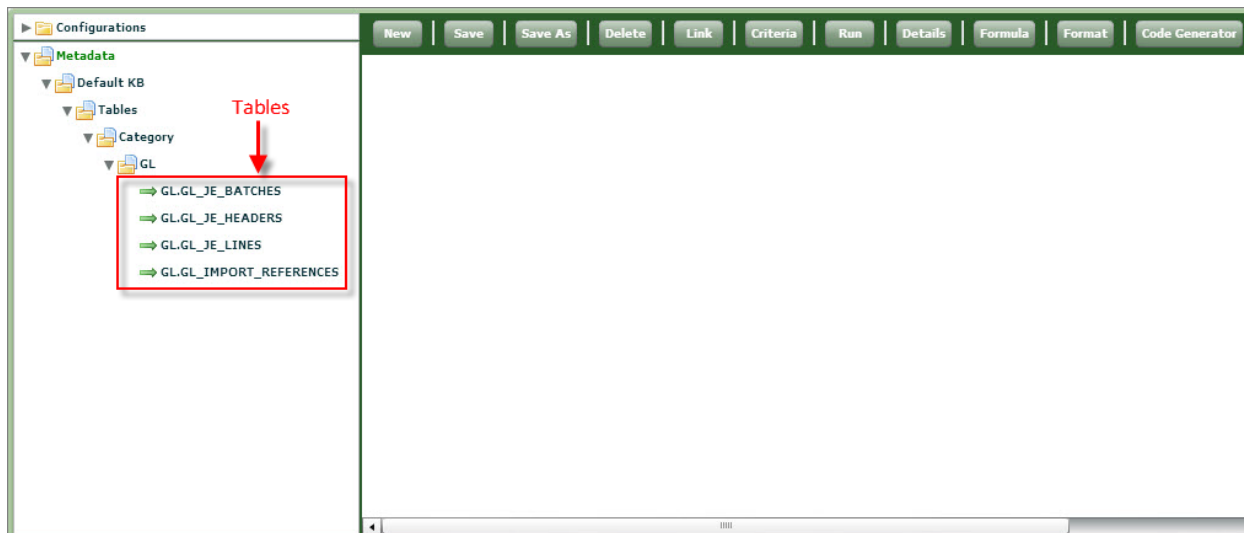 Configurations
New Save Save As Delete Link Criteria Run Details Formula Format Code Generator
Metadata
Default KB
Tables
Tables
Category
GL
GL.GL_JE_BATCHES
GL.GL_JE_HEADERS
GL.GL_JE_LINES
GL.GL_IMPORT_REFERENCES